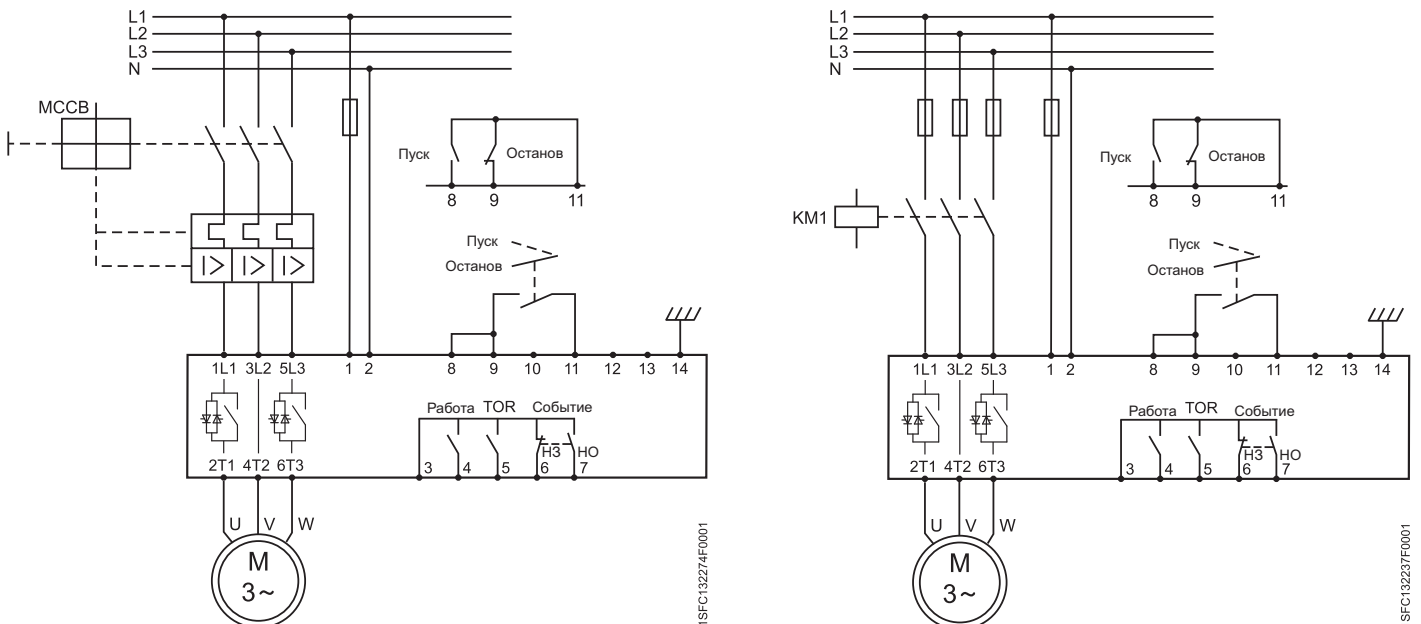 L1
L2
L3
N
MCCB
Пуск
Останов
8 9 11
Пуск
Останов
1L1 3L2 5L3 1 2 8 9 10 11 12 13 14
Работа TOR Событие
НЗ НО
2T1 4T2 6T3 3 4 5 6 7
U V W
M
3~
1SFC132274F0001
L1
L2
L3
N
KM1
Пуск
Останов
8 9 11
Пуск
Останов
1L1 3L2 5L3 1 2 8 9 10 11 12 13 14
Работа TOR Событие
НЗ НО
2T1 4T2 6T3 3 4 5 6 7
U V W
M
3~
SFC132237F0001